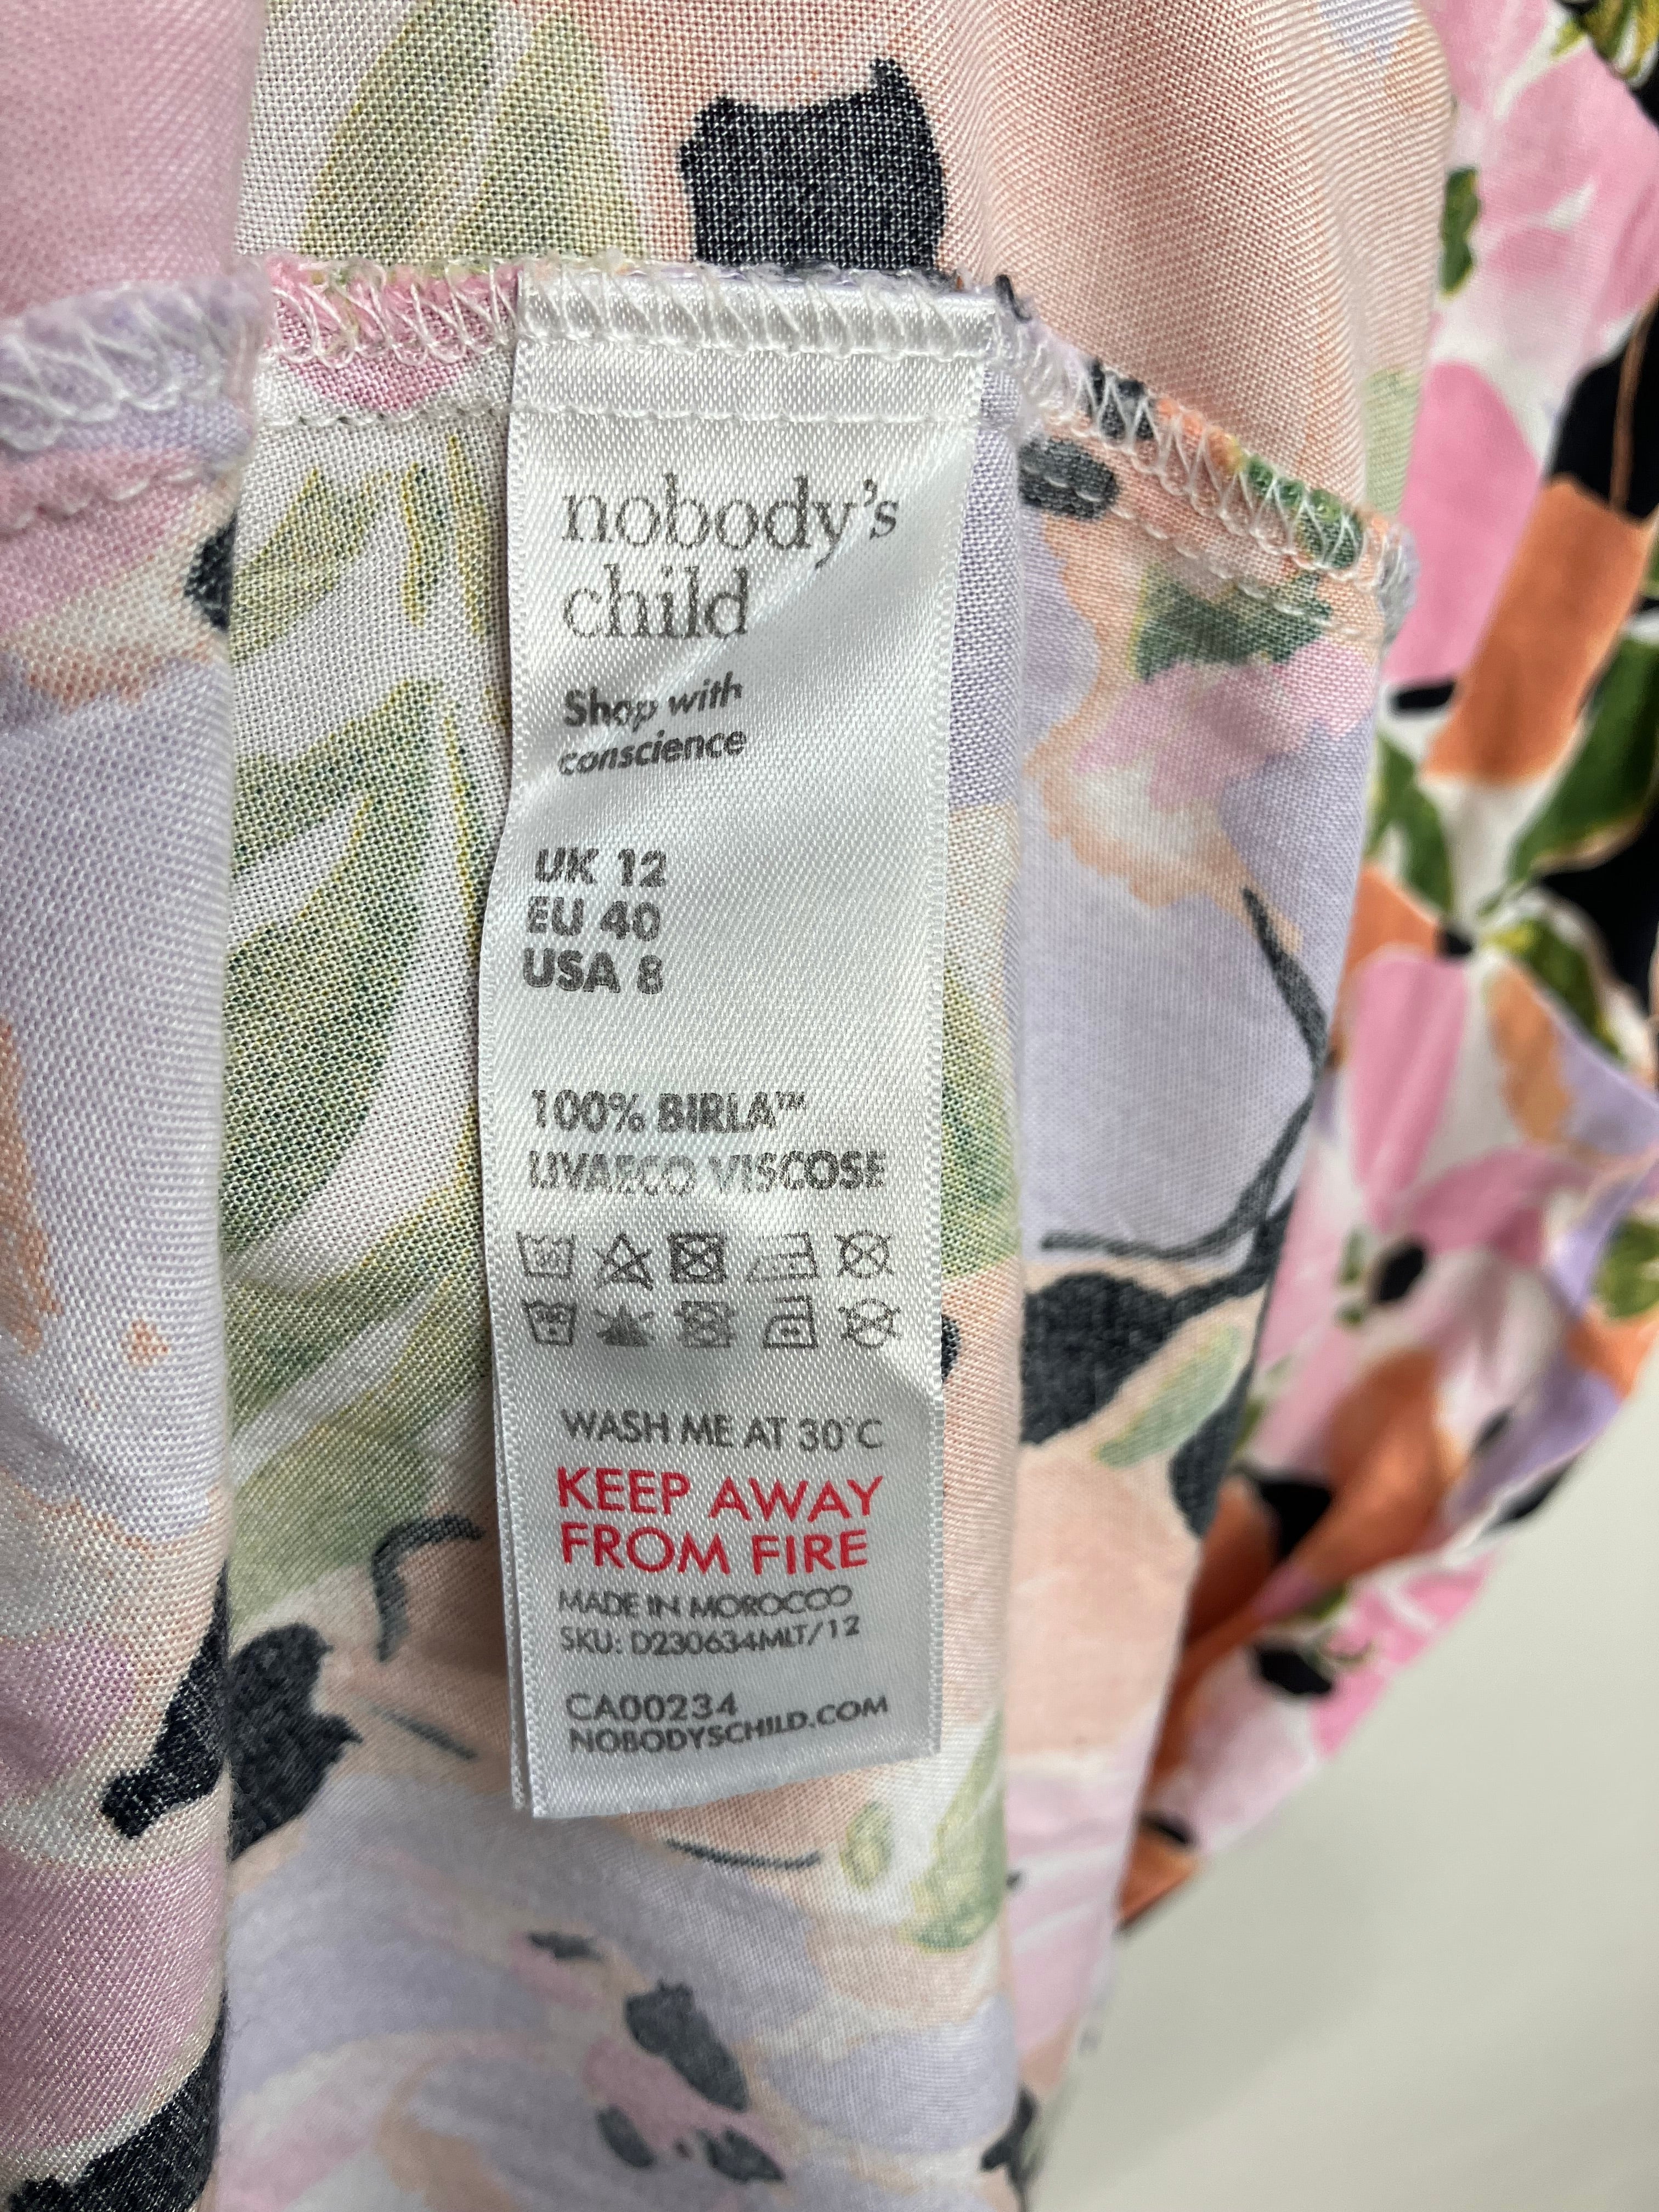 nobody's
child
Shop with
conscience
UK 12
EU 40
USA 8
100% BIRLA™
LIVAECO VISCOSE
WASH ME AT 30°C
KEEP AWAY
FROM FIRE
MADE IN MOROCCO
SKU: D230634MLT/12
CA00234
NOBODYSCHILD.COM